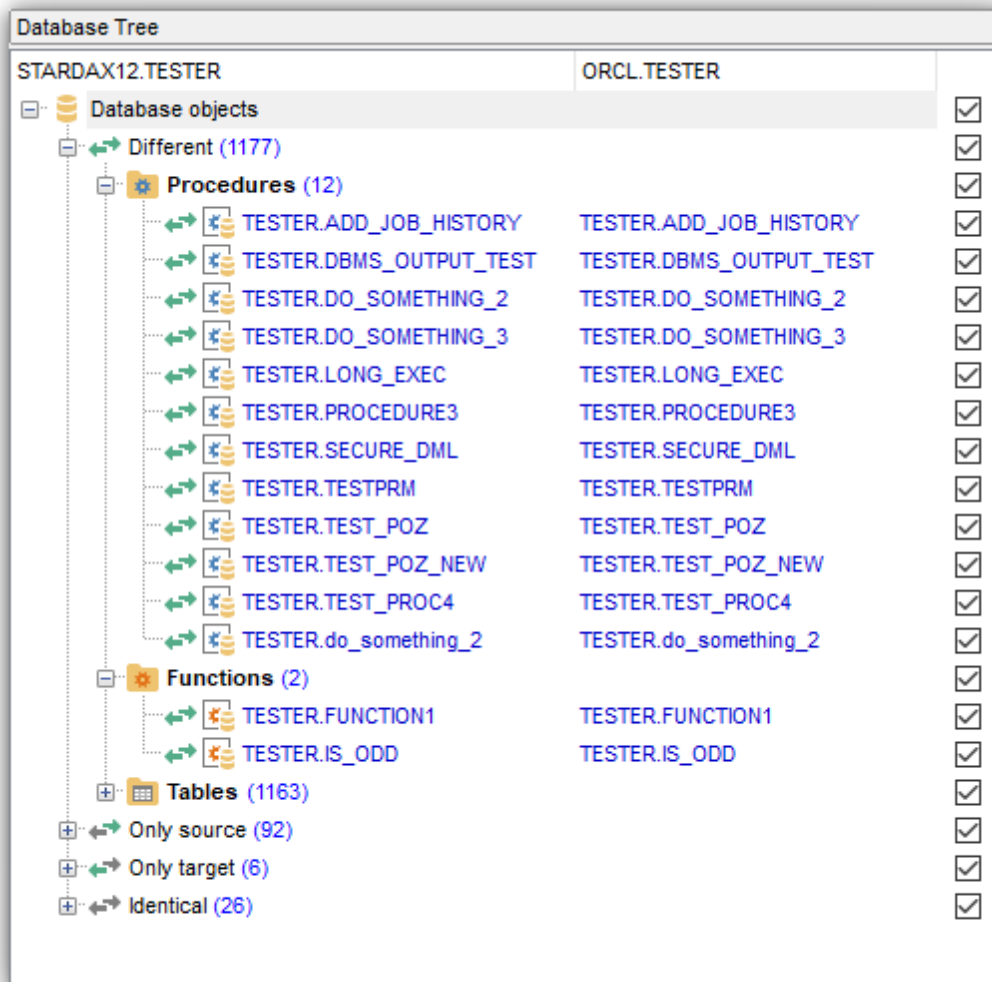 Database Tree
STARDAX12.TESTER ORCL.TESTER
Database objects
Different (1177)
Procedures (12)
TESTER.ADD_JOB_HISTORY TESTER.ADD_JOB_HISTORY
TESTER.DBMS_OUTPUT_TEST TESTER.DBMS_OUTPUT_TEST
TESTER.DO_SOMETHING_2 TESTER.DO_SOMETHING_2
TESTER.DO_SOMETHING_3 TESTER.DO_SOMETHING_3
TESTER.LONG_EXEC TESTER.LONG_EXEC
TESTER.PROCEDURE3 TESTER.PROCEDURE3
TESTER.SECURE_DML TESTER.SECURE_DML
TESTER.TESTPRM TESTER.TESTPRM
TESTER.TEST_POZ TESTER.TEST_POZ
TESTER.TEST_POZ_NEW TESTER.TEST_POZ_NEW
TESTER.TEST_PROC4 TESTER.TEST_PROC4
TESTER.do_something_2 TESTER.do_something_2
Functions (2)
TESTER.FUNCTION1 TESTER.FUNCTION1
TESTER.IS_ODD TESTER.IS_ODD
Tables (1163)
Only source (92)
Only target (6)
Identical (26)